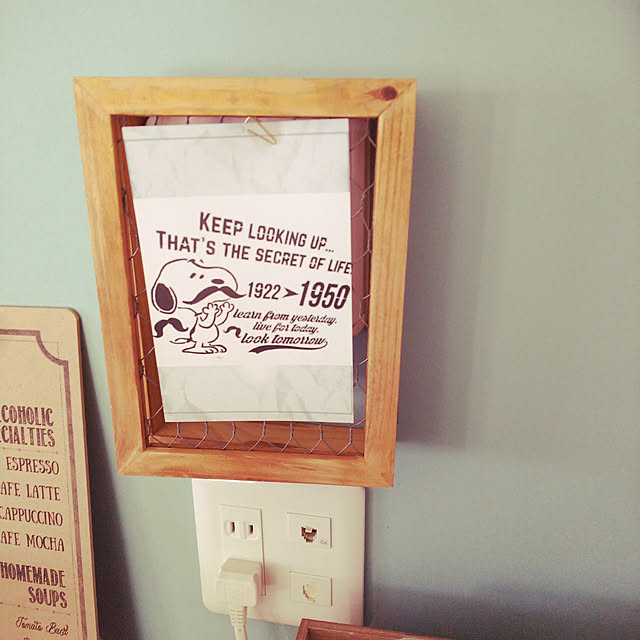 KEEP LOOKING UP...
THAT'S THE SECRET OF LIFE.
1922 > 1950
learn from yesterday.
live for today.
look tomorrow
COHOLIC
CIALTIES
ESPRESSO
AFE LATTE
CAPPUCCINO
AFE MOCHA
HOMEMADE
SOUPS